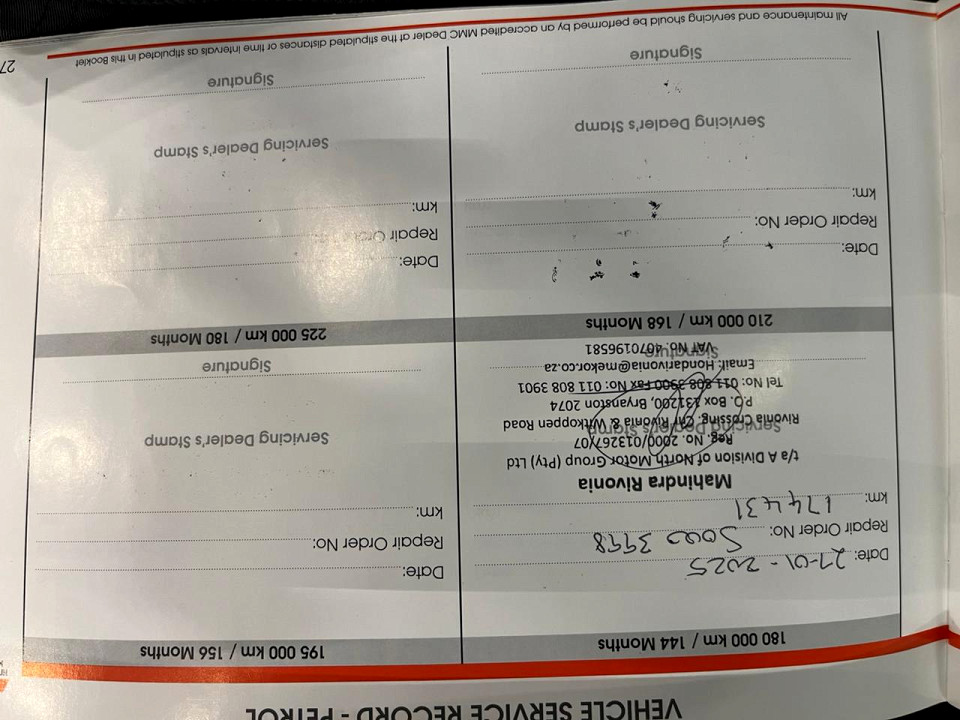 VEHICLE SERVICE RECORD - PETROL
180 000 km / 144 Months
Date: 27-01-2025
Repair Order No:
km: 174431
Mahindra Rivonia
t/a A Division of North Motor Group (Pty) Ltd
Reg. No. 2000/013267/07
Servicing Dealer's Stamp
Rivonia Crossing, Cnr Rivonia & Witkoppen Road
P.O. Box 131200, Bryanston 2074
Tel No: 011 808 3900 Fax No: 011 808 3901
Email: Hondarivonia@mekor.co.za
Signature
VAT No: 4070196581
195 000 km / 156 Months
Date:
Repair Order No:
km:
Servicing Dealer's Stamp
Signature
210 000 km / 168 Months
Date:
Repair Order No:
km:
Servicing Dealer's Stamp
Signature
225 000 km / 180 Months
Date:
Repair Order
km:
Servicing Dealer's Stamp
Signature
All maintenance and servicing should be performed by an accredited MMC Dealer at the stipulated distances or time intervals as stipulated in this Booklet
27